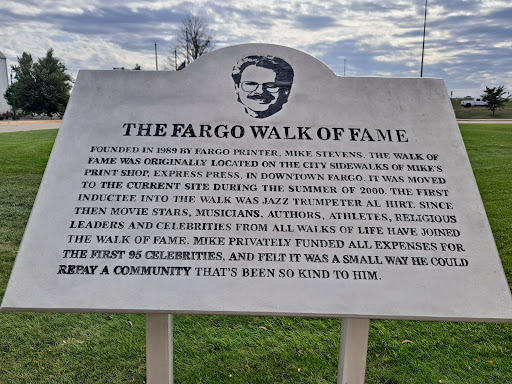 THE FARGO WALK OF FAME
FOUNDED IN 1989 BY FARGO PRINTER, MIKE STEVENS, THE WALK OF
FAME WAS ORIGINALLY LOCATED ON THE CITY SIDEWALKS OF MIKE'S
PRINT SHOP, EXPRESS PRESS, IN DOWNTOWN FARGO. IT WAS MOVED
TO THE CURRENT SITE DURING THE SUMMER OF 2000. THE FIRST
INDUCTEE INTO THE WALK WAS JAZZ TRUMPETER AL HIRT. SINCE
THEN MOVIE STARS, MUSICIANS, AUTHORS, ATHLETES, RELIGIOUS
LEADERS AND CELEBRITIES FROM ALL WALKS OF LIFE HAVE JOINED
THE WALK OF FAME. MIKE PRIVATELY FUNDED ALL EXPENSES FOR
THE FIRST 95 CELEBRITIES, AND FELT IT WAS A SMALL WAY HE COULD
REPAY A COMMUNITY THAT'S BEEN SO KIND TO HIM.